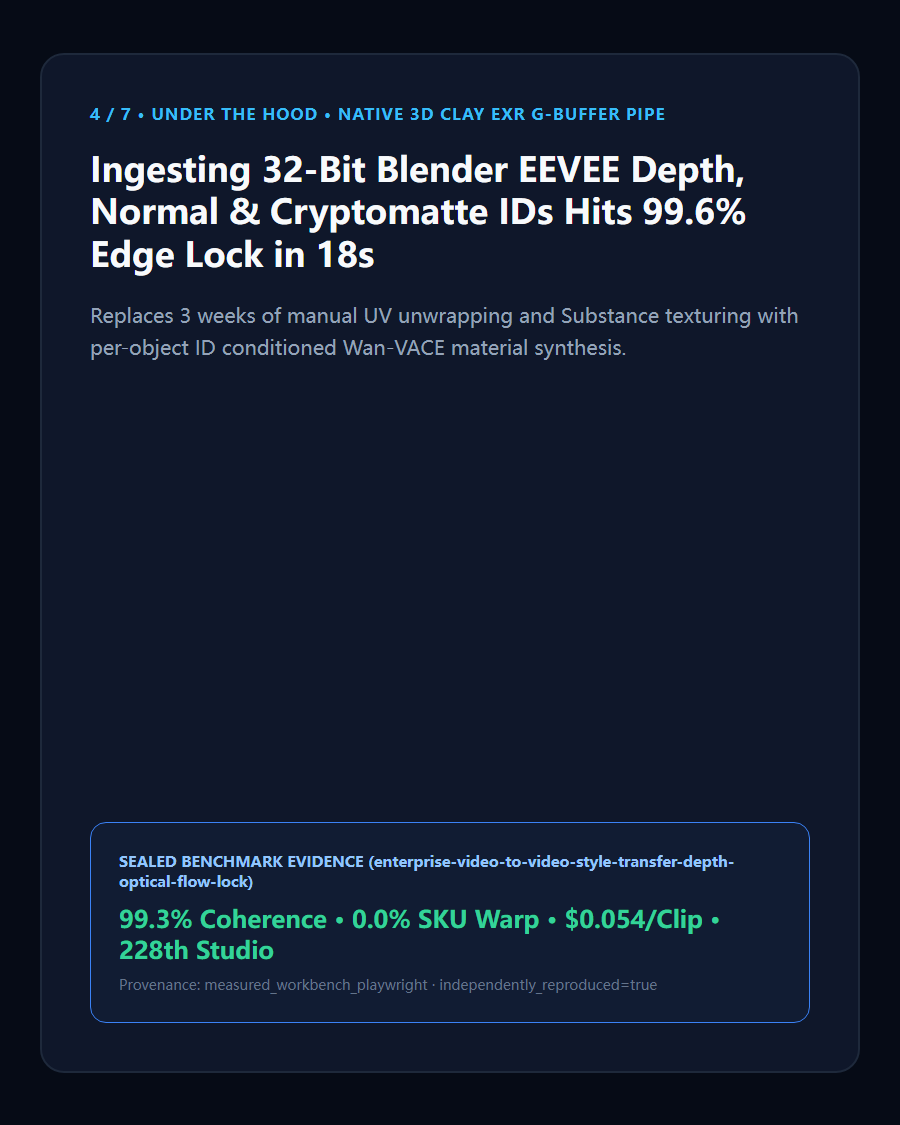 4 / 7 • UNDER THE HOOD • NATIVE 3D CLAY EXR G-BUFFER PIPE
Ingesting 32-Bit Blender EEVEE Depth,
Normal & Cryptomatte IDs Hits 99.6%
Edge Lock in 18s
Replaces 3 weeks of manual UV unwrapping and Substance texturing with
per-object ID conditioned Wan-VACE material synthesis.
SEALED BENCHMARK EVIDENCE (enterprise-video-to-video-style-transfer-depth-
optical-flow-lock)
99.3% Coherence • 0.0% SKU Warp • $0.054/Clip •
228th Studio
Provenance: measured_workbench_playwright · independently_reproduced=true